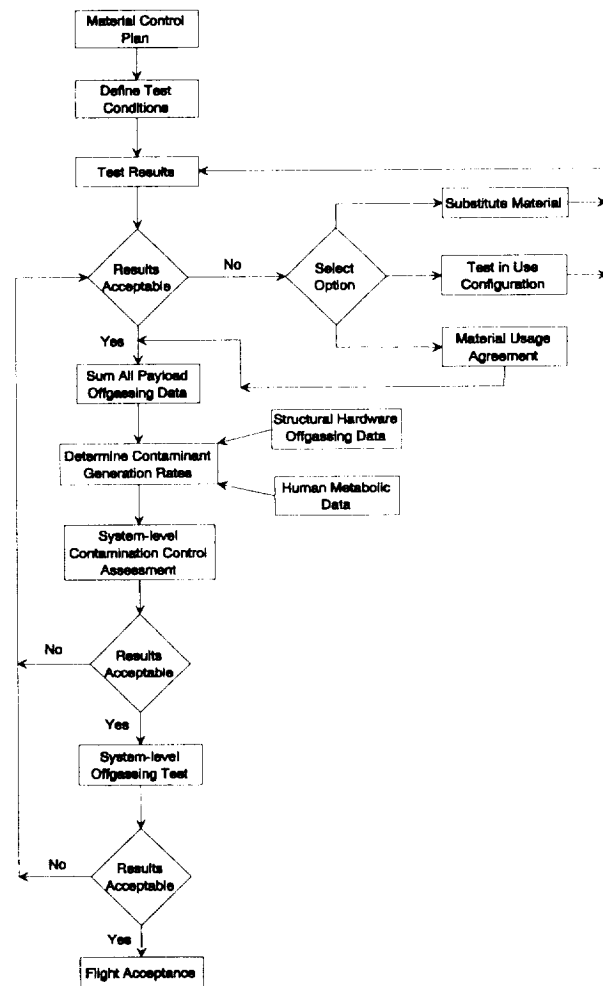 Material Control
Plan
Define Test
Conditions
Test Results
Substitute Material
Results
Acceptable
No
Select
Option
Test in Use
Configuration
Yes
Material Usage
Agreement
Sum All Payload
Offgassing Data
Structural Hardware
Offgassing Data
Determine Contaminant
Generation Rates
Human Metabolic
Data
System-level
Contamination Control
Assessment
No
Results
Acceptable
Yes
System-level
Offgassing Test
No
Results
Acceptable
Yes
Flight Acceptance